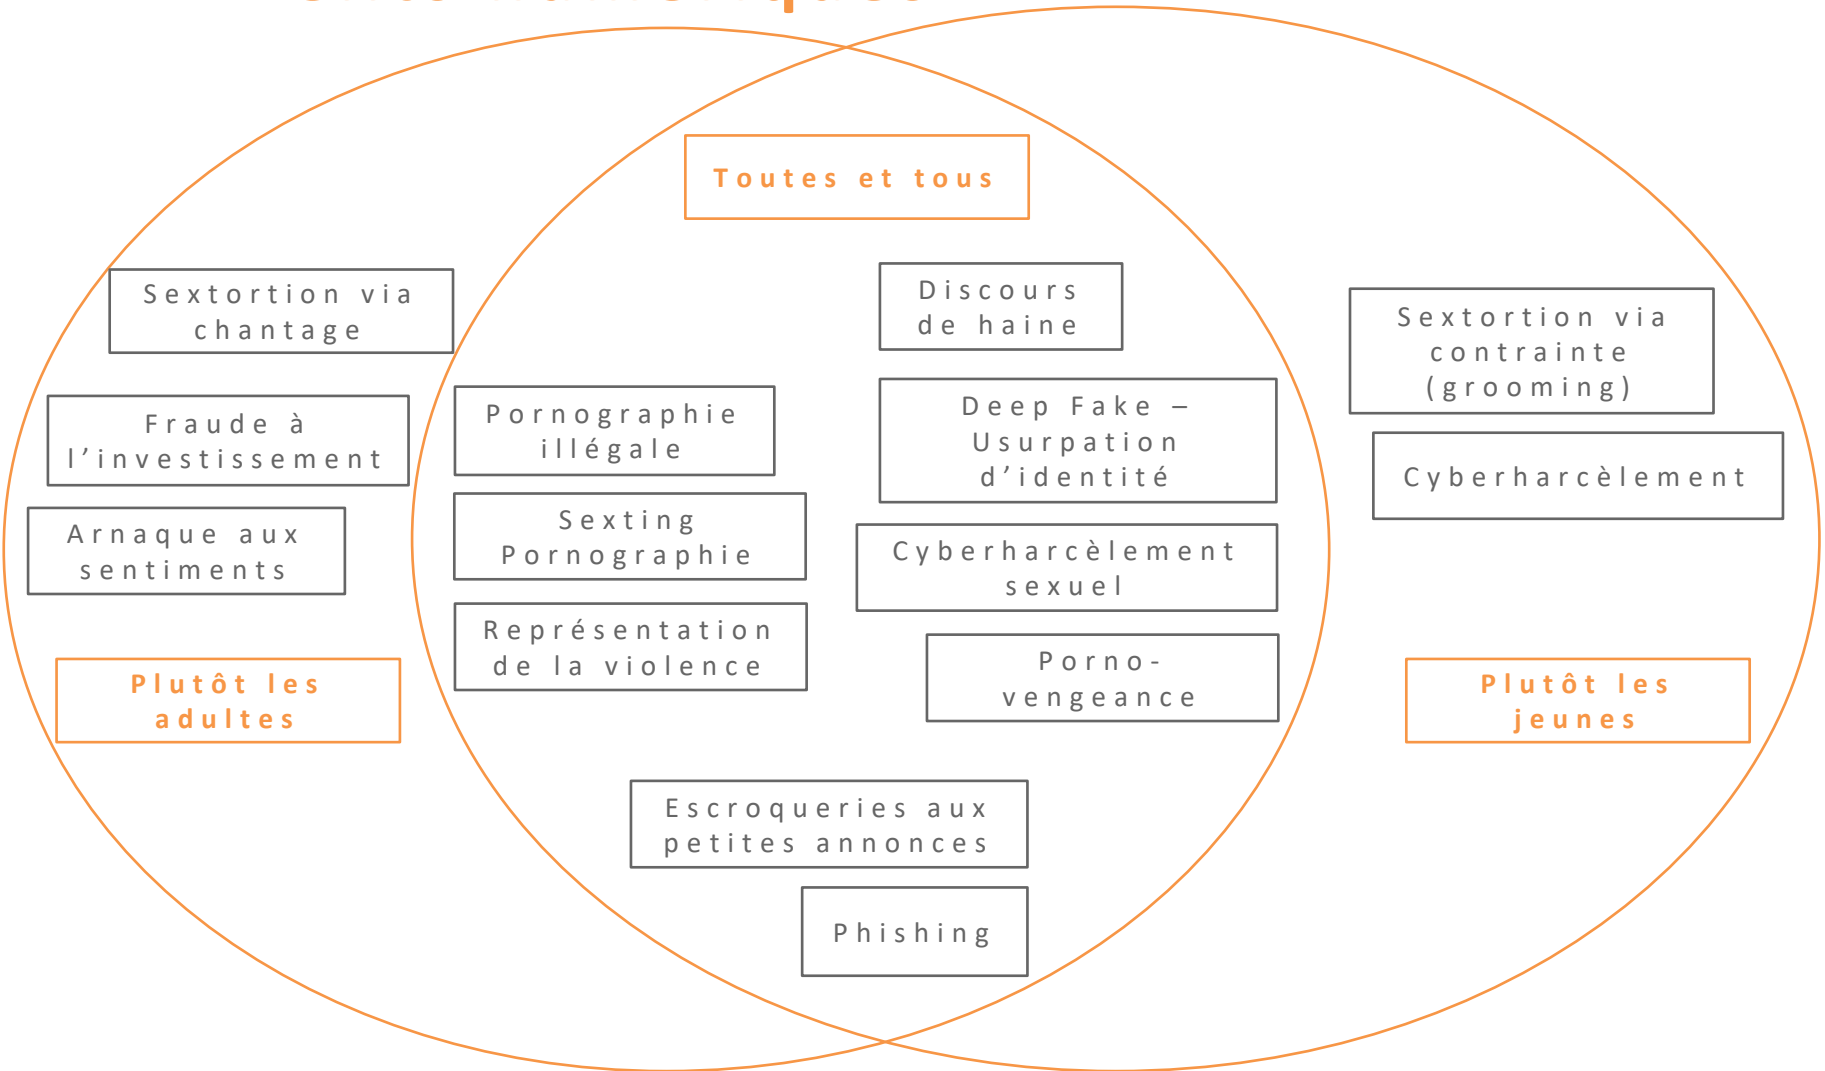 Toutes et tous
Sextortion via
chantage
Fraude à
l’investissement
Arnaque aux
sentiments
Plutôt les
adultes
Pornographie
illégale
Sexting
Pornographie
Représentation
de la violence
Discours
de haine
Deep Fake –
Usurpation
d’identité
Cyberharcèlement
sexuel
Porno-
vengeance
Escroqueries aux
petites annonces
Phishing
Sextortion via
contrainte
(grooming)
Cyberharcèlement
Plutôt les
jeunes